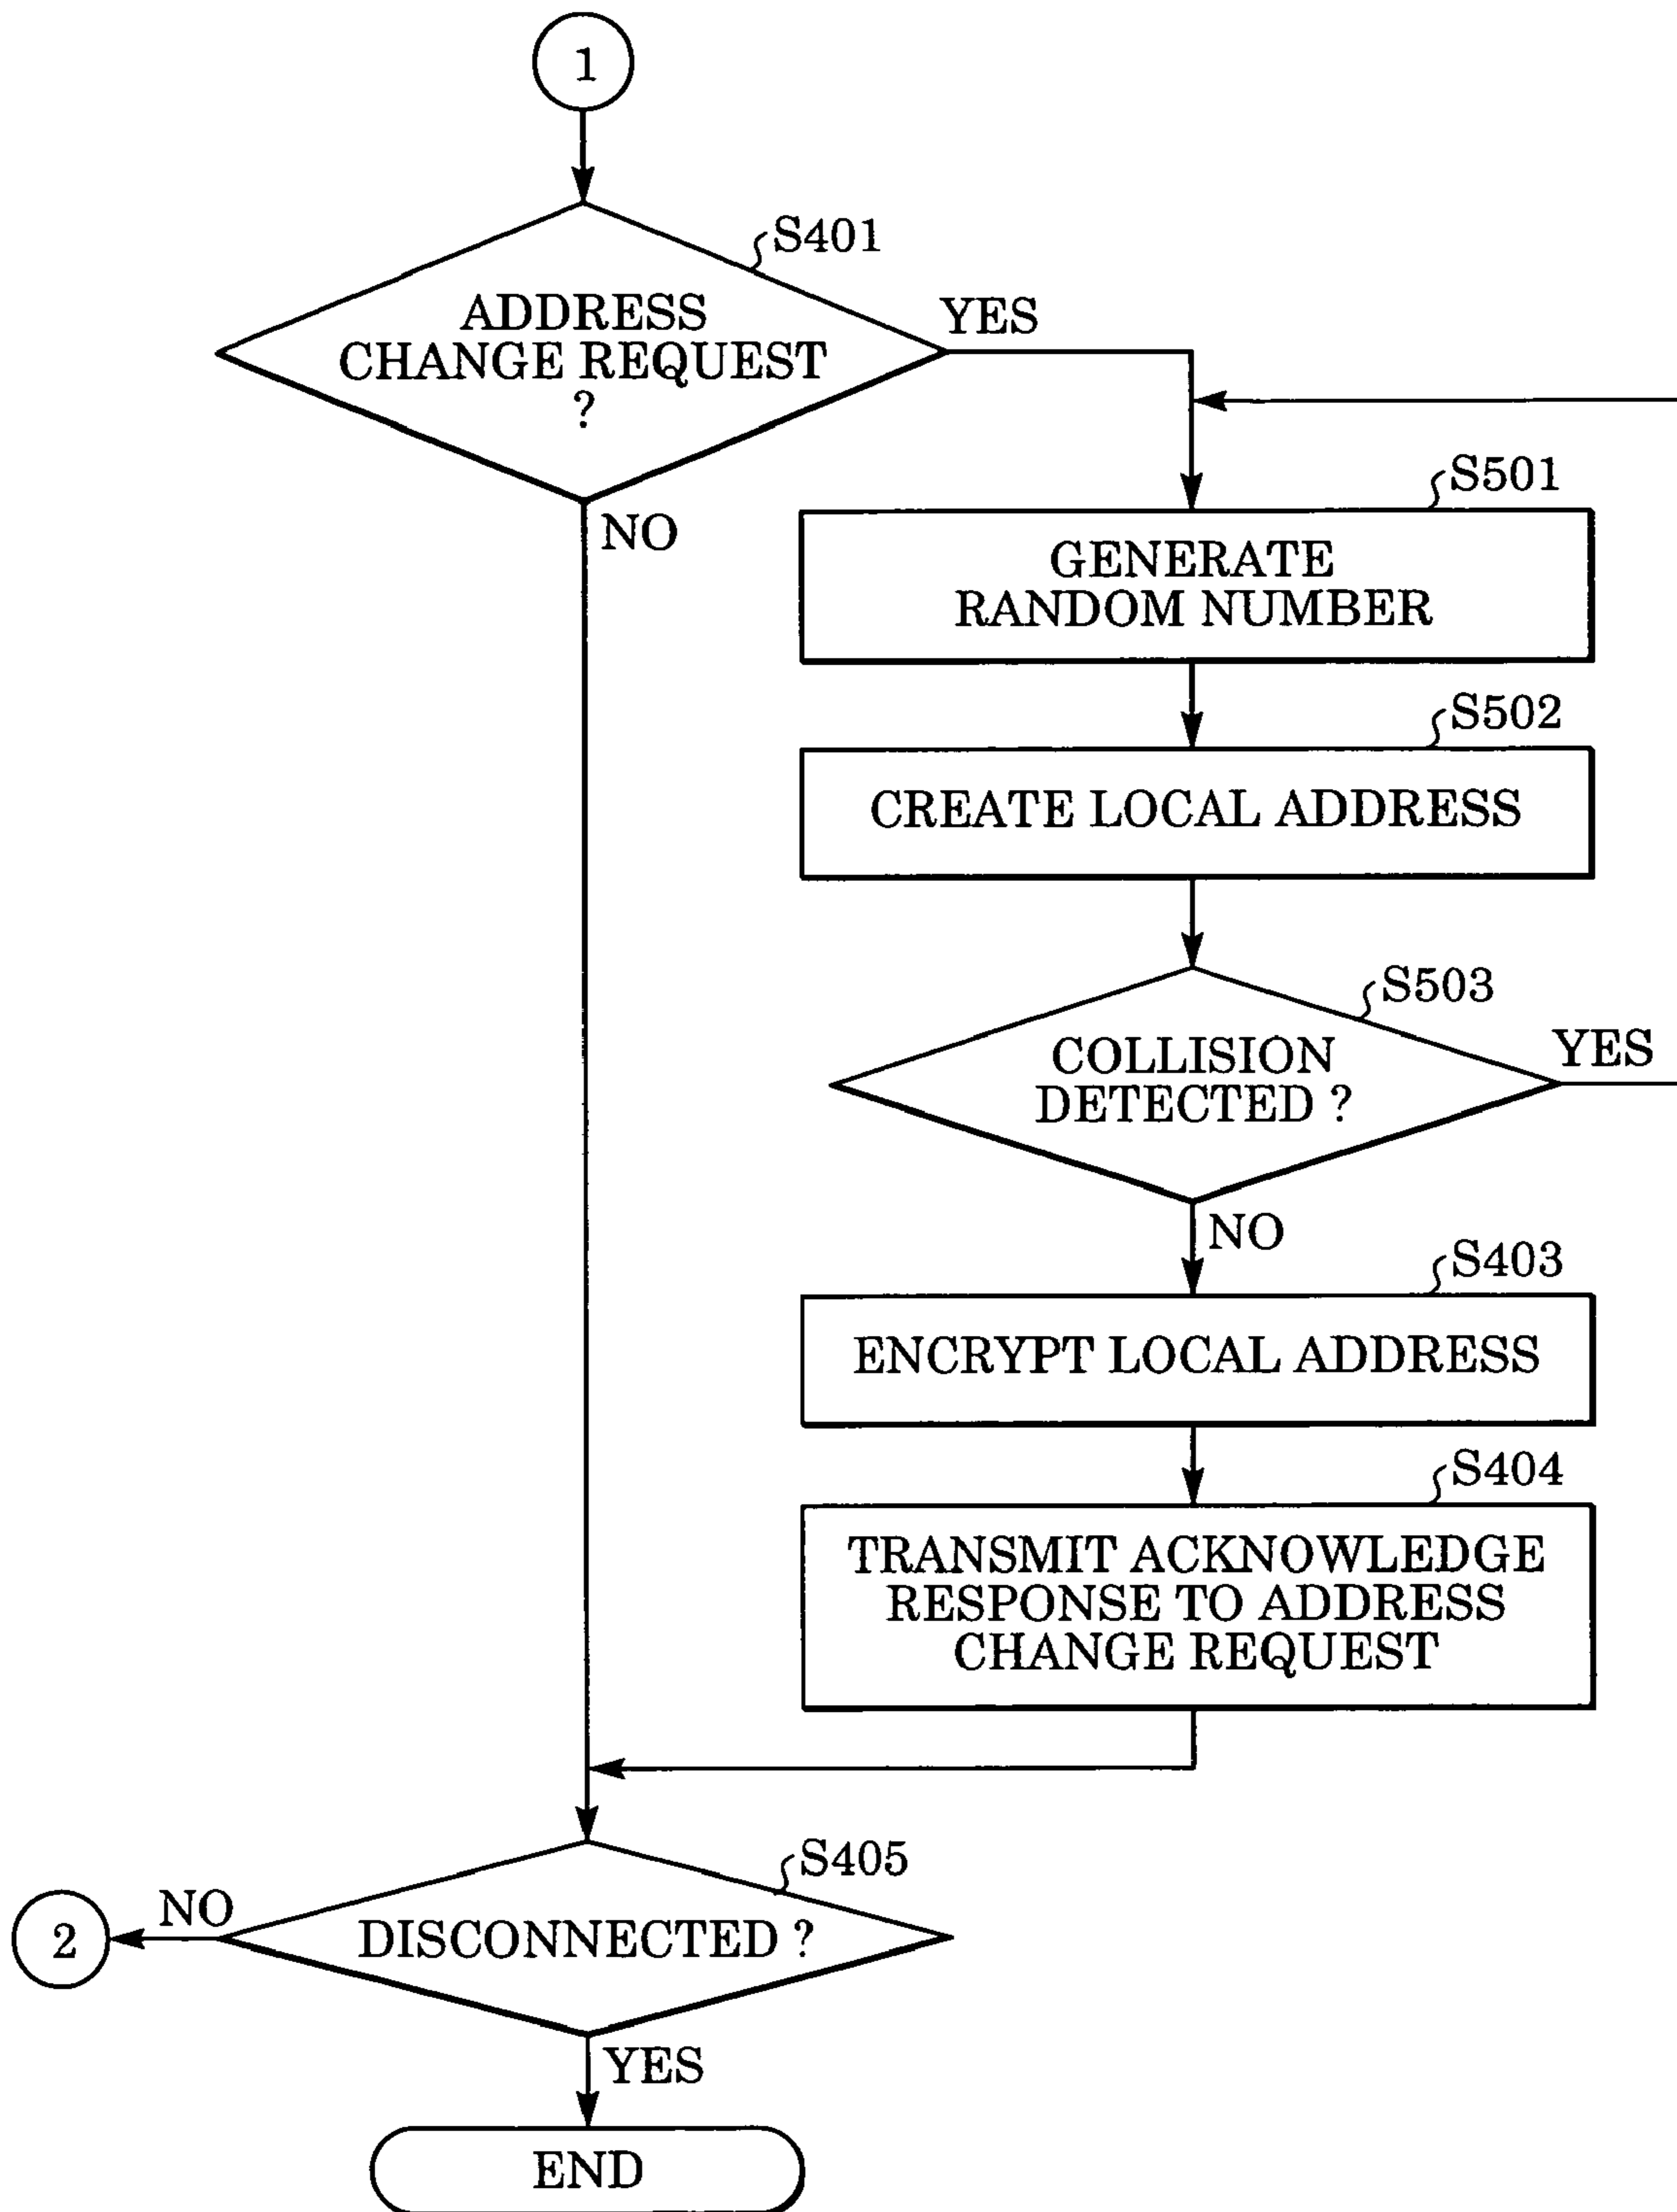 1
S401
ADDRESS
CHANGE REQUEST
?
YES
NO
S501
GENERATE
RANDOM NUMBER
S502
CREATE LOCAL ADDRESS
S503
COLLISION
DETECTED ?
YES
NO
S403
ENCRYPT LOCAL ADDRESS
S404
TRANSMIT ACKNOWLEDGE
RESPONSE TO ADDRESS
CHANGE REQUEST
S405
DISCONNECTED ?
NO
2
YES
END